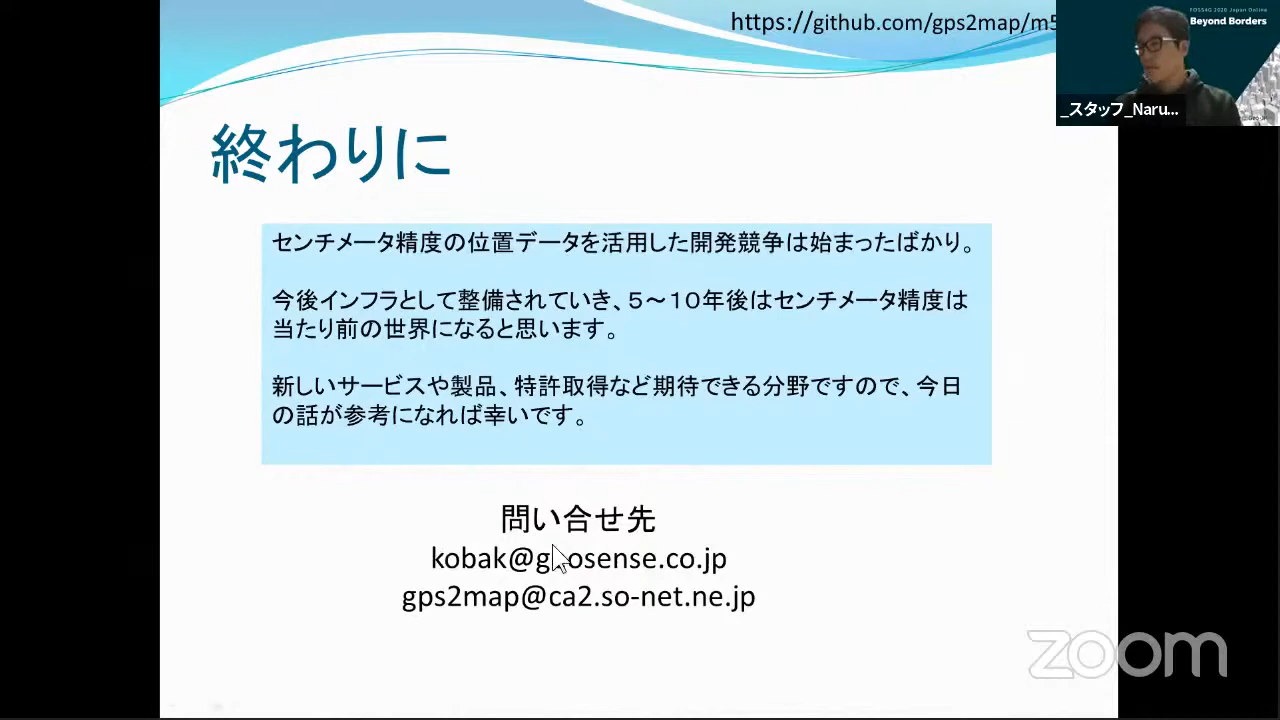 https://github.com/gps2map/m5
FOSS4G 2020 Japan Online
Beyond Borders
_スタッフ_Naru...
終わりに
センチメータ精度の位置データを活用した開発競争は始まったばかり。
今後インフラとして整備されていき、５～１０年後はセンチメータ精度は
当たり前の世界になると思います。
新しいサービスや製品、特許取得など期待できる分野ですので、今日
の話が参考になれば幸いです。
問い合せ先
kobak@geosense.co.jp
gps2map@ca2.so-net.ne.jp
zoom